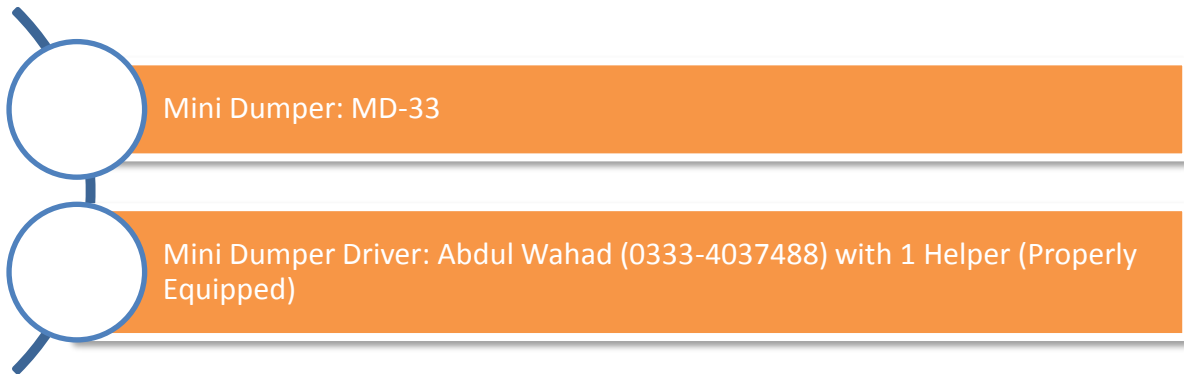 Mini Dumper: MD-33
Mini Dumper Driver: Abdul Wahad (0333-4037488) with 1 Helper (Properly
Equipped)